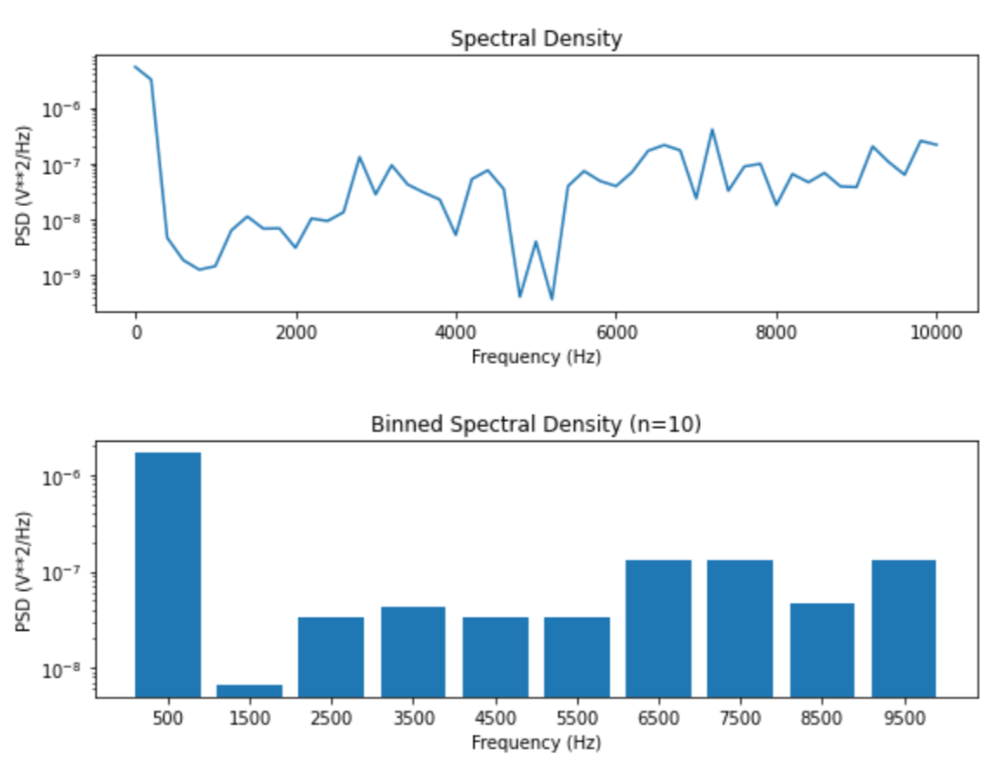 Spectral Density
PSD (V**2/Hz)
10⁻⁶
10⁻⁷
10⁻⁸
10⁻⁹
0 2000 4000 6000 8000 10000
Frequency (Hz)
Binned Spectral Density (n=10)
PSD (V**2/Hz)
10⁻⁶
10⁻⁷
10⁻⁸
500 1500 2500 3500 4500 5500 6500 7500 8500 9500
Frequency (Hz)